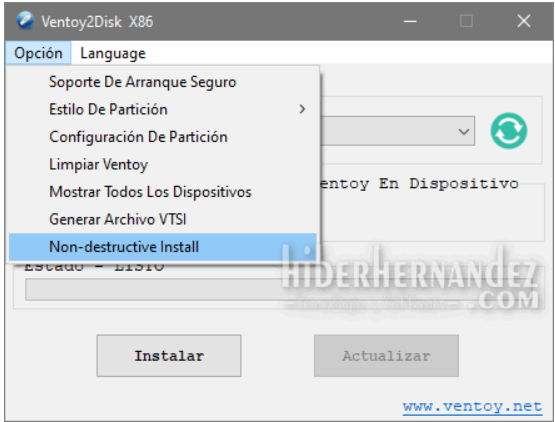 Ventoy2Disk X86
Opción Language
Soporte De Arranque Seguro
Estilo De Partición
Configuración De Partición
Limpiar Ventoy
Mostrar Todos Los Dispositivos
entoy En Dispositivo
Generar Archivo VTSI
Non-destructive Install
Estado - LISTO
HIDERHERNANDEZ
.COM
Instalar
Actualizar
www.ventoy.net